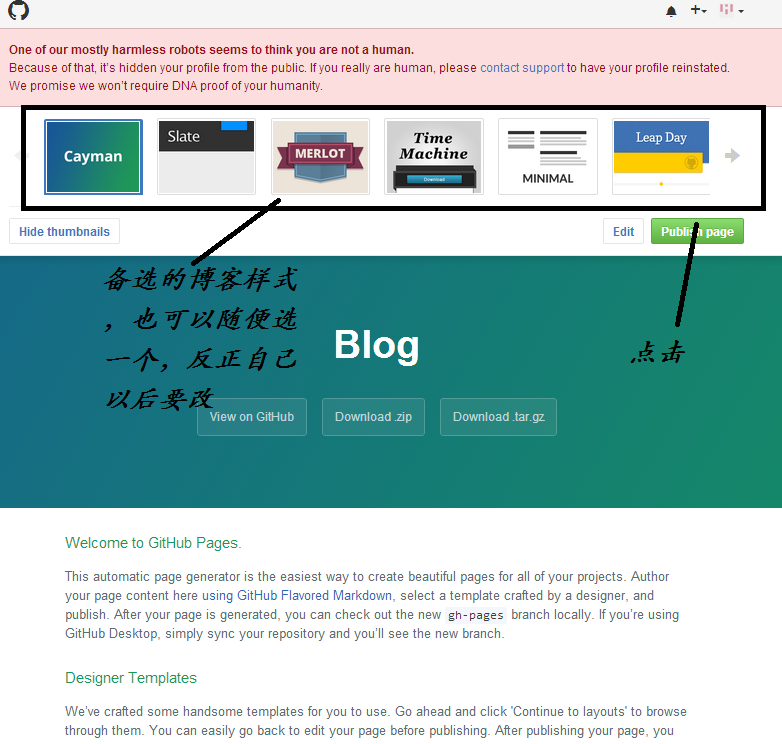 One of our mostly harmless robots seems to think you are not a human.
Because of that, it's hidden your profile from the public. If you really are human, please contact support to have your profile reinstated.
We promise we won't require DNA proof of your humanity.
Cayman
Slate
MERLOT
Time
Machine
Download
MINIMAL
Leap Day
Hide thumbnails
Edit
Publish page
备选的博客样式
，也可以随便选
一个，反正自己
以后要改
点击
Blog
View on GitHub
Download .zip
Download .tar.gz
Welcome to GitHub Pages.
This automatic page generator is the easiest way to create beautiful pages for all of your projects. Author
your page content here using GitHub Flavored Markdown, select a template crafted by a designer, and
publish. After your page is generated, you can check out the new gh-pages branch locally. If you're using
GitHub Desktop, simply sync your repository and you'll see the new branch.
Designer Templates
We've crafted some handsome templates for you to use. Go ahead and click 'Continue to layouts' to browse
through them. You can easily go back to edit your page before publishing. After publishing your page, you